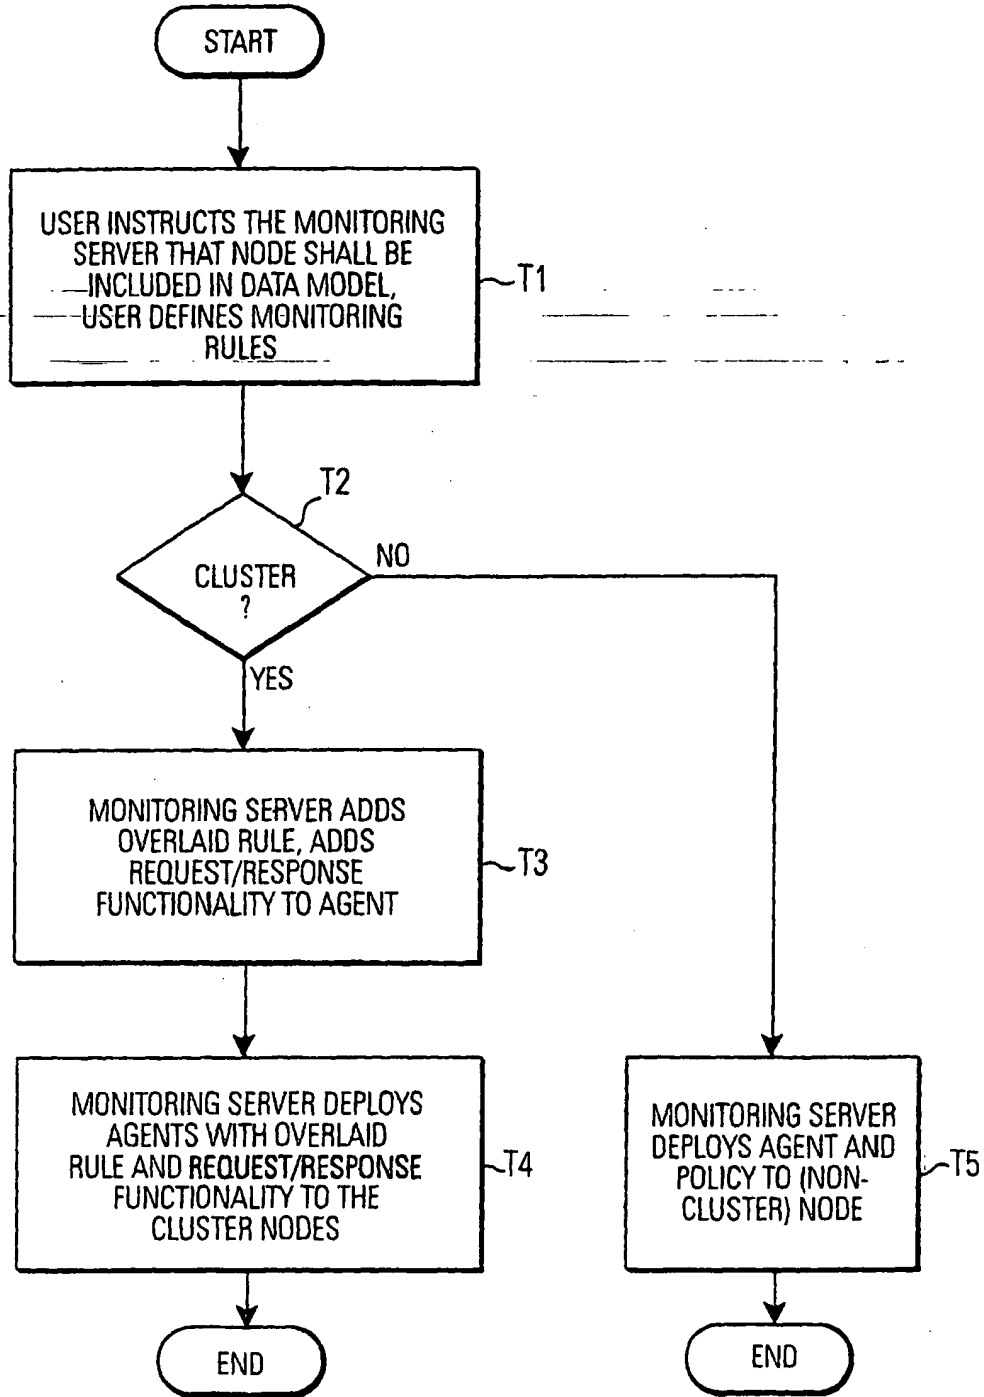 START
USER INSTRUCTS THE MONITORING
SERVER THAT NODE SHALL BE
INCLUDED IN DATA MODEL,
USER DEFINES MONITORING
RULES
T1
T2
CLUSTER
?
NO
YES
MONITORING SERVER ADDS
OVERLAID RULE, ADDS
REQUEST/RESPONSE
FUNCTIONALITY TO AGENT
T3
MONITORING SERVER DEPLOYS
AGENTS WITH OVERLAID
RULE AND REQUEST/RESPONSE
FUNCTIONALITY TO THE
CLUSTER NODES
T4
MONITORING SERVER
DEPLOYS AGENT AND
POLICY TO (NON-
CLUSTER) NODE
T5
END
END